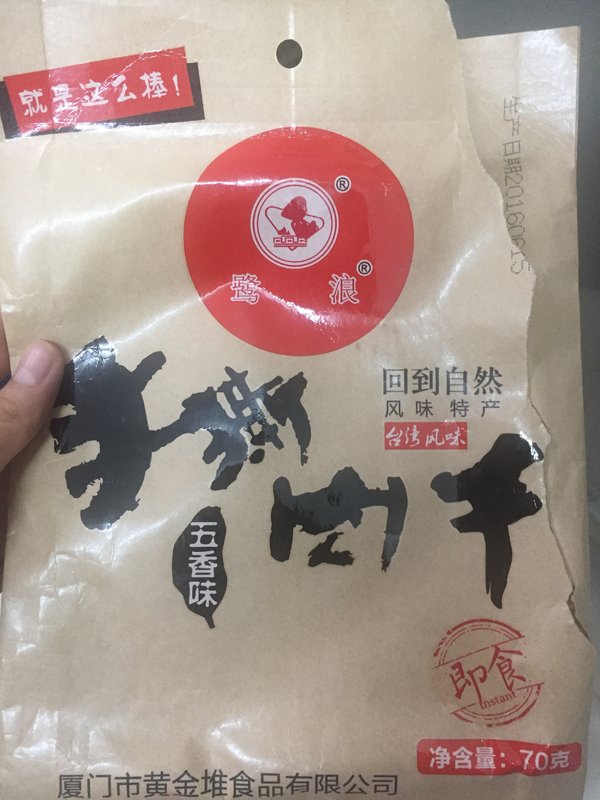 就是这么棒!
生产日期20160615
®
鹭浪®
回到自然
风味特产
台湾风味
手撕肉干
五香味
即食
instant
净含量：70克
厦门市黄金堆食品有限公司